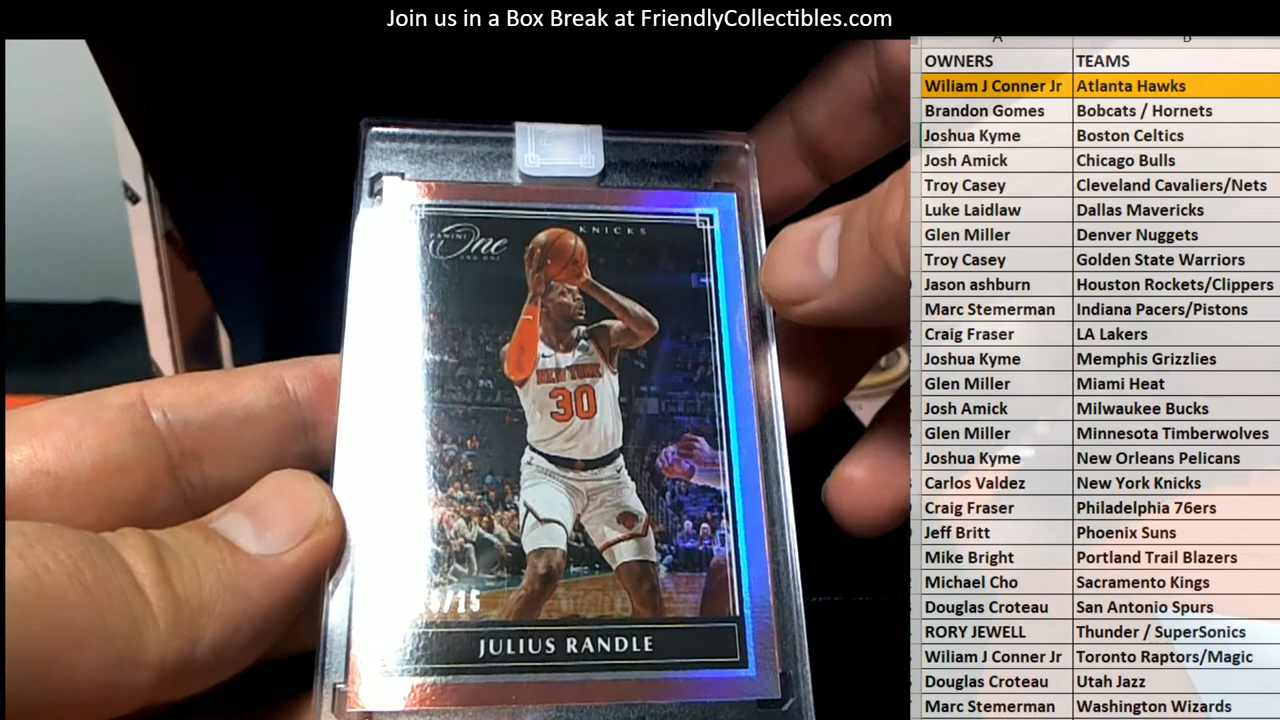 Join us in a Box Break at FriendlyCollectibles.com
KNICKS
PANINI
One
AND ONE
NEW YORK
30
/15
JULIUS RANDLE
A B
OWNERS TEAMS
Wiliam J Conner Jr Atlanta Hawks
Brandon Gomes Bobcats / Hornets
Joshua Kyme Boston Celtics
Josh Amick Chicago Bulls
Troy Casey Cleveland Cavaliers/Nets
Luke Laidlaw Dallas Mavericks
Glen Miller Denver Nuggets
Troy Casey Golden State Warriors
Jason ashburn Houston Rockets/Clippers
Marc Stemerman Indiana Pacers/Pistons
Craig Fraser LA Lakers
Joshua Kyme Memphis Grizzlies
Glen Miller Miami Heat
Josh Amick Milwaukee Bucks
Glen Miller Minnesota Timberwolves
Joshua Kyme New Orleans Pelicans
Carlos Valdez New York Knicks
Craig Fraser Philadelphia 76ers
Jeff Britt Phoenix Suns
Mike Bright Portland Trail Blazers
Michael Cho Sacramento Kings
Douglas Croteau San Antonio Spurs
RORY JEWELL Thunder / SuperSonics
Wiliam J Conner Jr Toronto Raptors/Magic
Douglas Croteau Utah Jazz
Marc Stemerman Washington Wizards